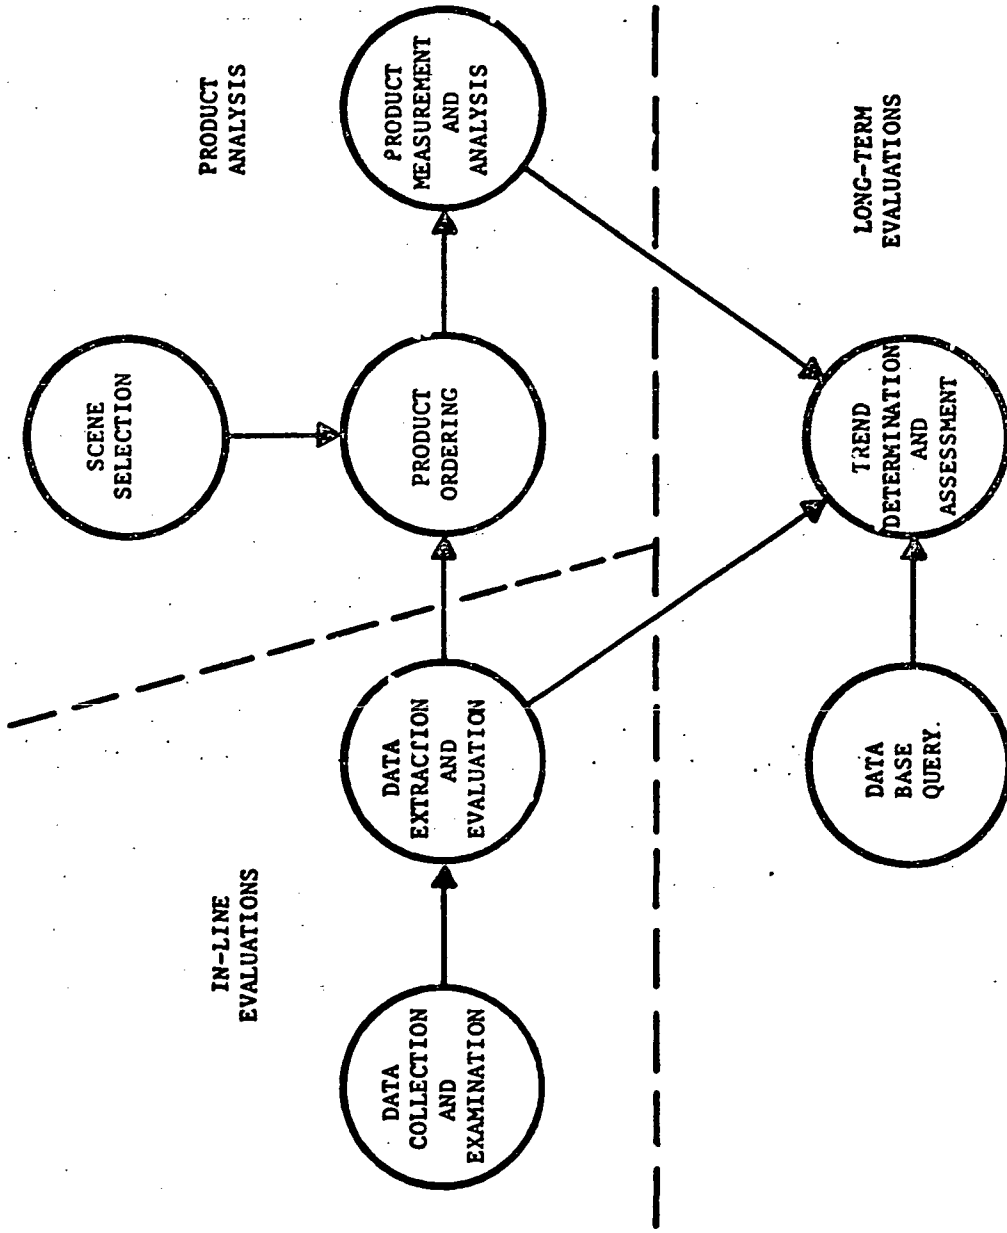 SCENE
SELECTION
IN-LINE
EVALUATIONS
PRODUCT
ANALYSIS
DATA
COLLECTION
AND
EXAMINATION
DATA
EXTRACTION
AND
EVALUATION
PRODUCT
ORDERING
PRODUCT
MEASUREMENT
AND
ANALYSIS
DATA
BASE
QUERY.
TREND
DETERMINATION
AND
ASSESSMENT
LONG-TERM
EVALUATIONS